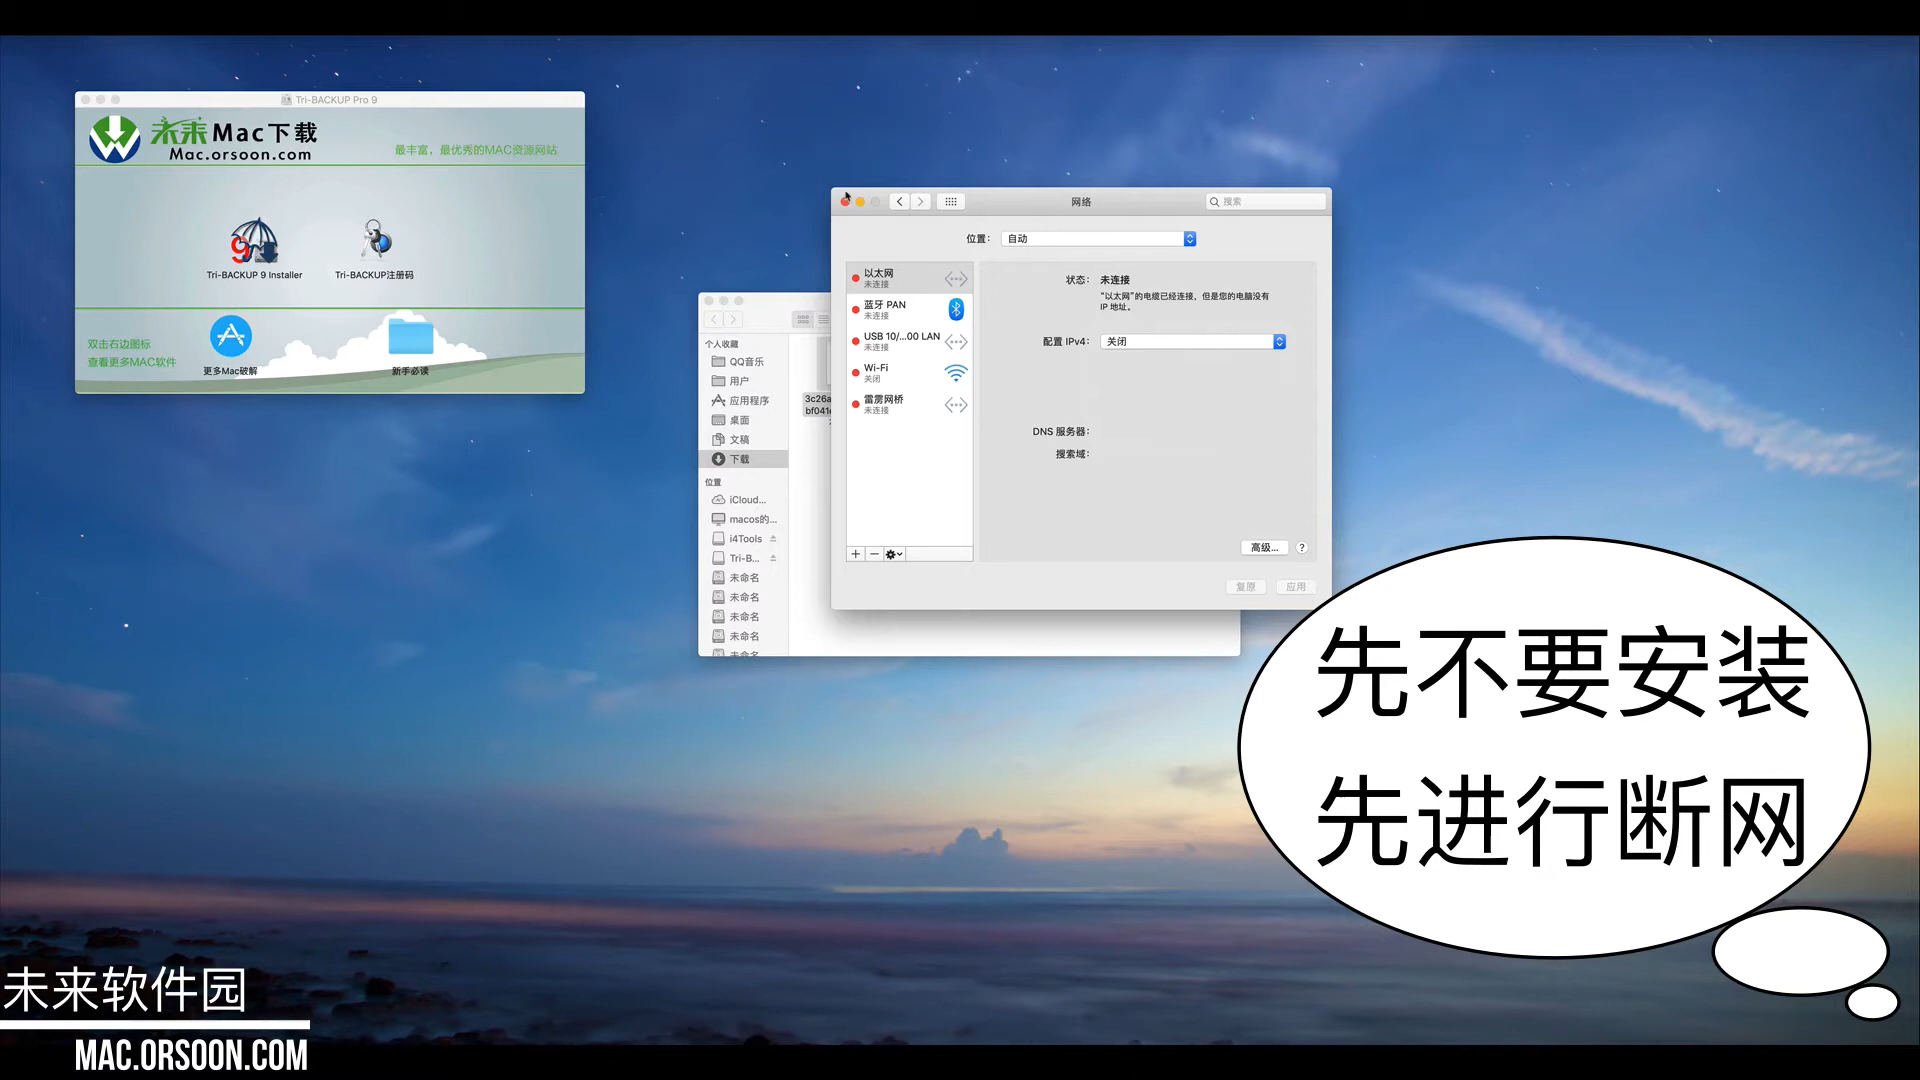 Tri-BACKUP Pro 9
未来Mac下载
Mac.orsoon.com
最丰富，最优秀的MAC资源网站
Tri-BACKUP 9 Installer
Tri-BACKUP注册码
双击右边图标
查看更多MAC软件
更多Mac破解
新手必读
个人收藏
QQ音乐
用户
应用程序
桌面
文稿
下载
位置
iCloud...
macos的...
i4Tools
Tri-B...
未命名
未命名
未命名
未命名
未命名
3c26a
bf041
网络
搜索
位置：
自动
以太网
未连接
蓝牙 PAN
未连接
USB 10/...00 LAN
未连接
Wi-Fi
关闭
雷雳网桥
未连接
状态：
未连接
“以太网”的电缆已经连接，但是您的电脑没有
IP 地址。
配置 IPv4：
关闭
DNS 服务器：
搜索域：
高级...
?
复原
应用
先不要安装
先进行断网
未来软件园
MAC.ORSOON.COM